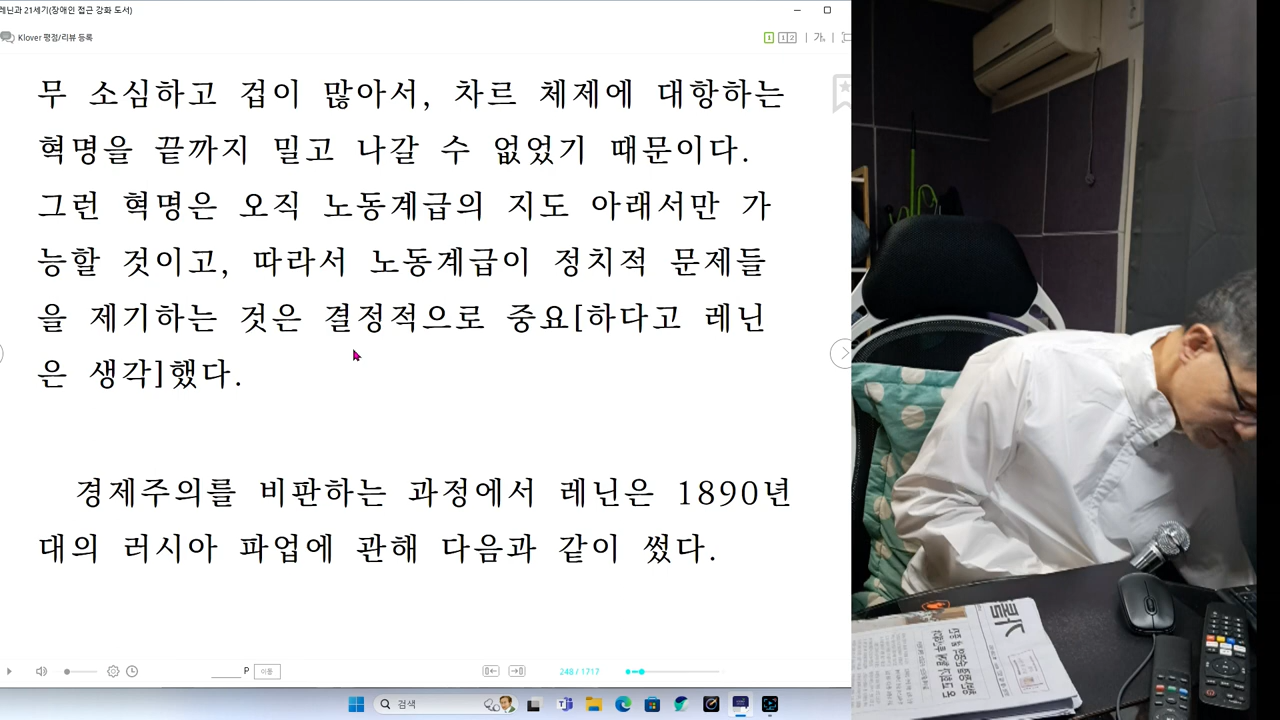 레닌과 21세기(장애인 접근 강화 도서)
Klover 평점/리뷰 등록
무 소심하고 겁이 많아서, 차르 체제에 대항하는
혁명을 끝까지 밀고 나갈 수 없었기 때문이다.
그런 혁명은 오직 노동계급의 지도 아래서만 가
능할 것이고, 따라서 노동계급이 정치적 문제들
을 제기하는 것은 결정적으로 중요[하다고 레닌
은 생각]했다.
경제주의를 비판하는 과정에서 레닌은 1890년
대의 러시아 파업에 관해 다음과 같이 썼다.
P 이동
248 / 1717
검색